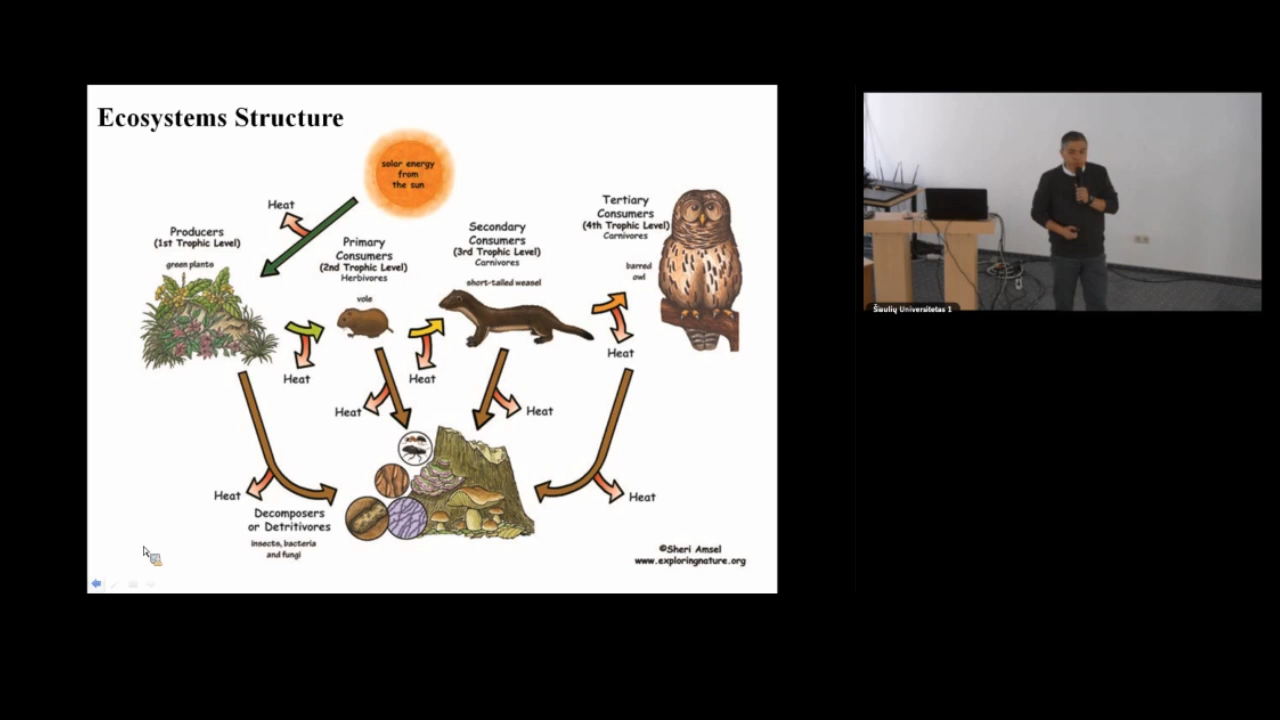 Ecosystems Structure
solar energy
from
the sun
Heat
Producers
(1st Trophic Level)
green plants
Primary
Consumers
(2nd Trophic Level)
Herbivores
vole
Secondary
Consumers
(3rd Trophic Level)
Carnivores
short-tailed weasel
Tertiary
Consumers
(4th Trophic Level)
Carnivores
barred
owl
Heat
Heat
Heat
Heat
Heat
Heat
Heat
Decomposers
or Detritivores
insects, bacteria
and fungi
©Sheri Amsel
www.exploringnature.org
Šiaulių Universitetas 1